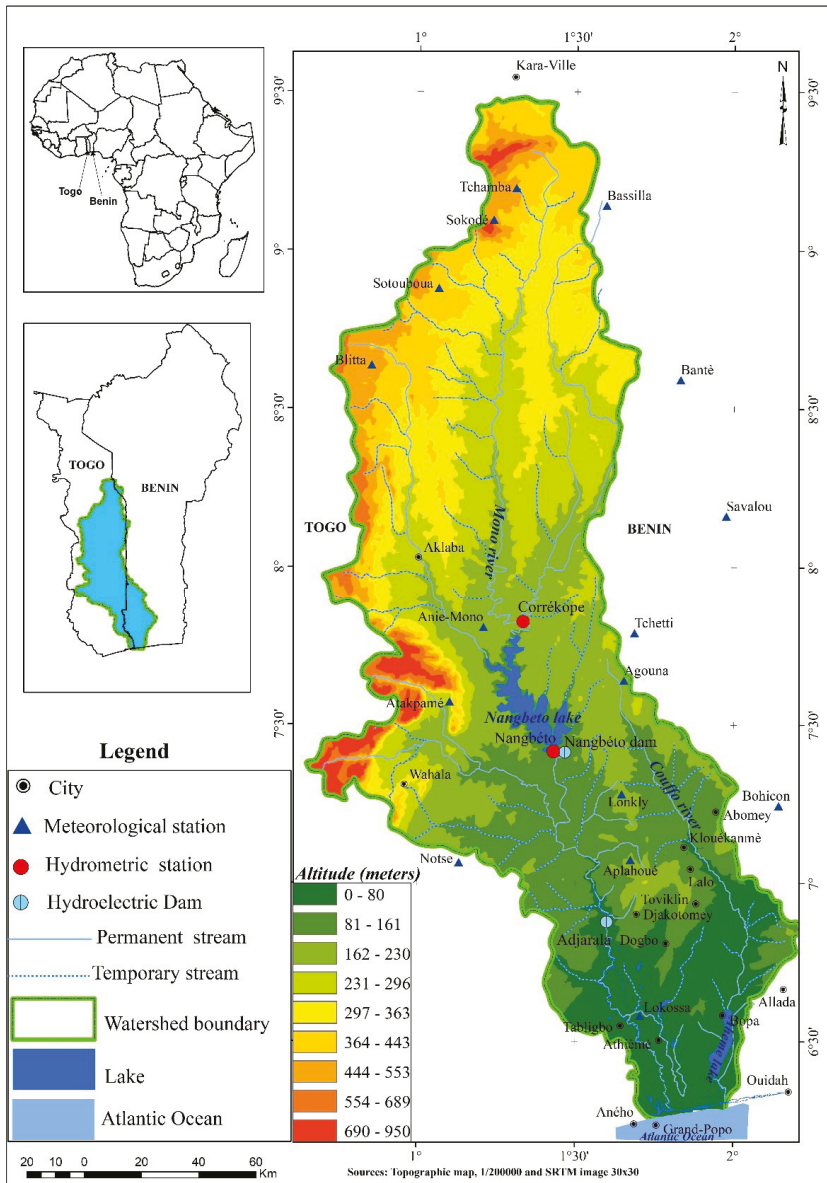 1°
1°30'
2°
Kara-Ville
N
9°30'
9°30'
Togo
Benin
Tchamba
Bassilla
Sokodé
9°
9°
Sotouboua
Blitta
Bantè
8°30'
8°30'
TOGO
BENIN
Savalou
TOGO
Mono river
BENIN
Aklaba
8°
8°
Corrékope
Anie-Mono
Tchetti
Agouna
Atakpamé
Nangbeto lake
7°30'
7°30'
Nangbéto
Nangbéto dam
Legend
Couffo river
City
Wahala
Lonkly
Bohicon
Abomey
Meteorological station
Klouékanmè
Hydrometric station
Notse
Aplahoué
Lalo
Altitude (meters)
7°
Hydroelectric Dam
0 - 80
Toviklin
Djakotomey
81 - 161
Permanent stream
Adjarala
Dogbo
162 - 230
Temporary stream
231 - 296
Allada
Watershed boundary
297 - 363
Lokossa
Bopa
Tabligbo
364 - 443
Athiémé
6°30'
Lake
444 - 553
Ouidah
554 - 689
Atlantic Ocean
690 - 950
Aného
Grand-Popo
Atlantic Ocean
20 10 0 20 40 60
Km
1°
1°30'
2°
Sources: Topographic map, 1/200000 and SRTM image 30x30